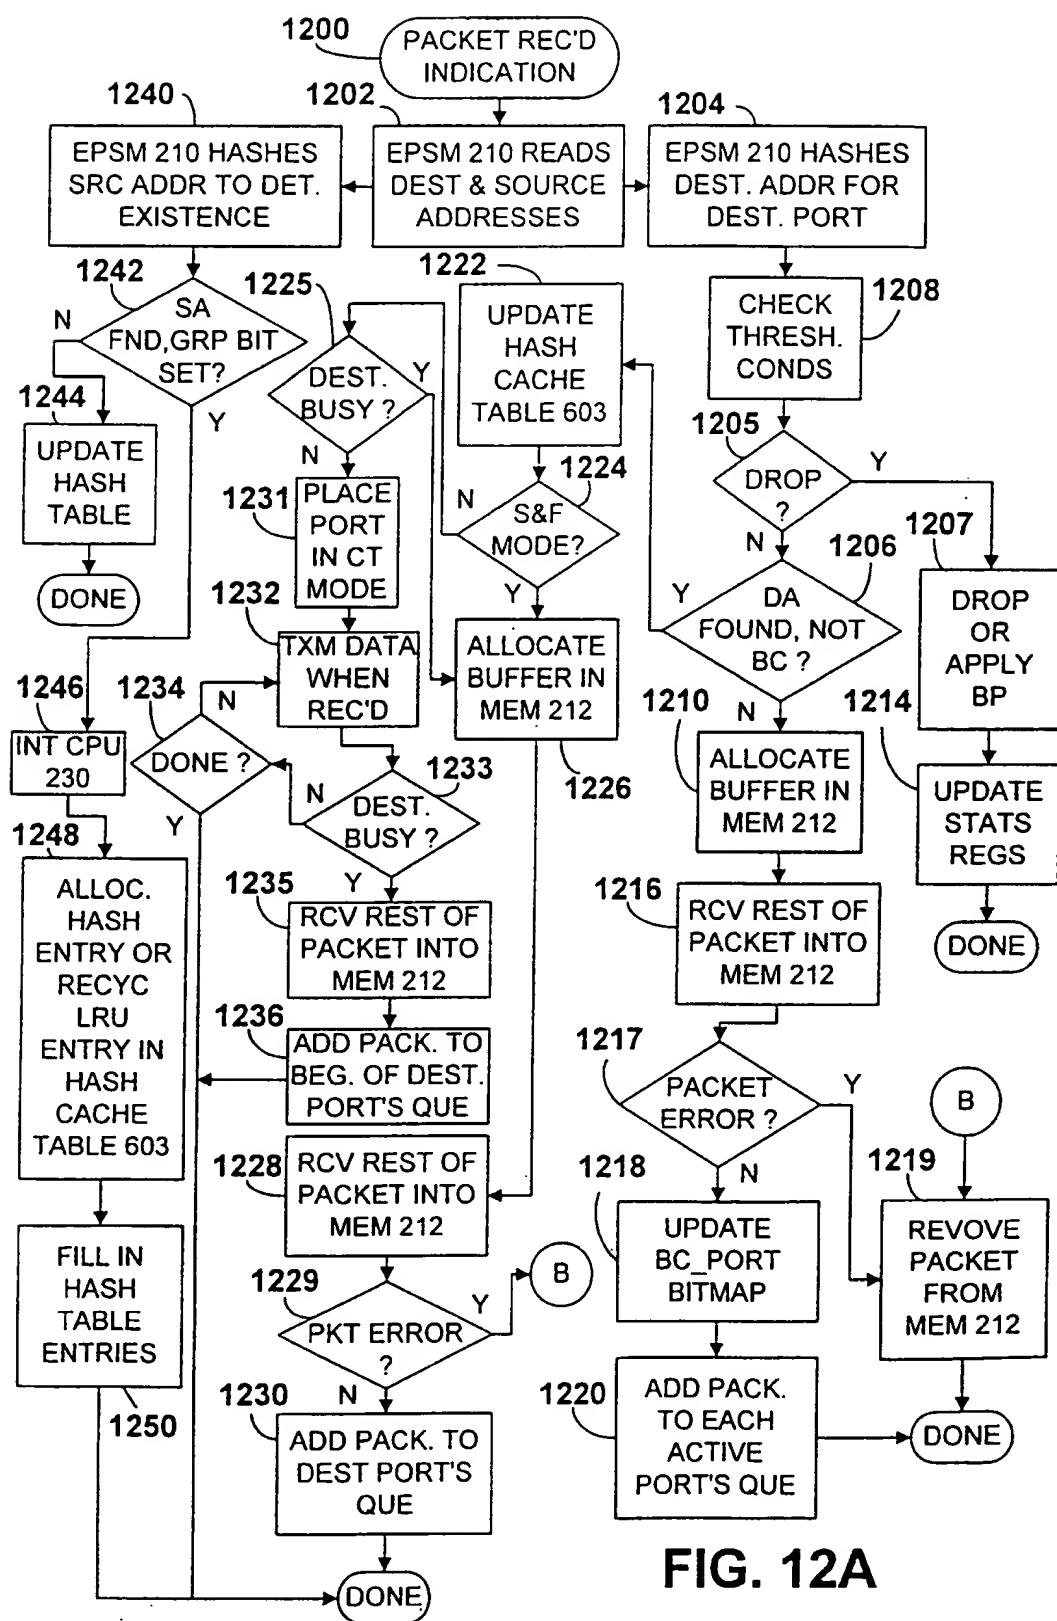 1200
PACKET REC'D
INDICATION
1240
1202
1204
EPSM 210 HASHES
SRC ADDR TO DET.
EXISTENCE
EPSM 210 READS
DEST & SOURCE
ADDRESSES
EPSM 210 HASHES
DEST. ADDR FOR
DEST. PORT
1242
SA
FND,GRP BIT
SET?
N
Y
1244
UPDATE
HASH
TABLE
DONE
1225
DEST.
BUSY ?
Y
N
1222
UPDATE
HASH
CACHE
TABLE 603
1224
S&F
MODE?
N
Y
1208
CHECK
THRESH.
CONDS
1205
DROP
?
Y
N
1207
DROP
OR
APPLY
BP
1206
DA
FOUND, NOT
BC ?
Y
N
1231
PLACE
PORT
IN CT
MODE
1232
TXM DATA
WHEN
REC'D
ALLOCATE
BUFFER IN
MEM 212
1226
1246
INT CPU
230
1234
DONE ?
N
Y
1233
DEST.
BUSY ?
N
Y
1210
ALLOCATE
BUFFER IN
MEM 212
1214
UPDATE
STATS
REGS
DONE
1248
ALLOC.
HASH
ENTRY OR
RECYC
LRU
ENTRY IN
HASH
CACHE
TABLE 603
1235
RCV REST OF
PACKET INTO
MEM 212
1216
RCV REST OF
PACKET INTO
MEM 212
1236
ADD PACK. TO
BEG. OF DEST.
PORT'S QUE
1217
PACKET
ERROR ?
Y
N
B
1228
RCV REST OF
PACKET INTO
MEM 212
1218
UPDATE
BC_PORT
BITMAP
1219
REVOVE
PACKET
FROM
MEM 212
FILL IN
HASH
TABLE
ENTRIES
1250
1229
PKT ERROR
?
Y
N
B
1230
ADD PACK. TO
DEST PORT'S
QUE
1220
ADD PACK.
TO EACH
ACTIVE
PORT'S QUE
DONE
DONE
FIG. 12A